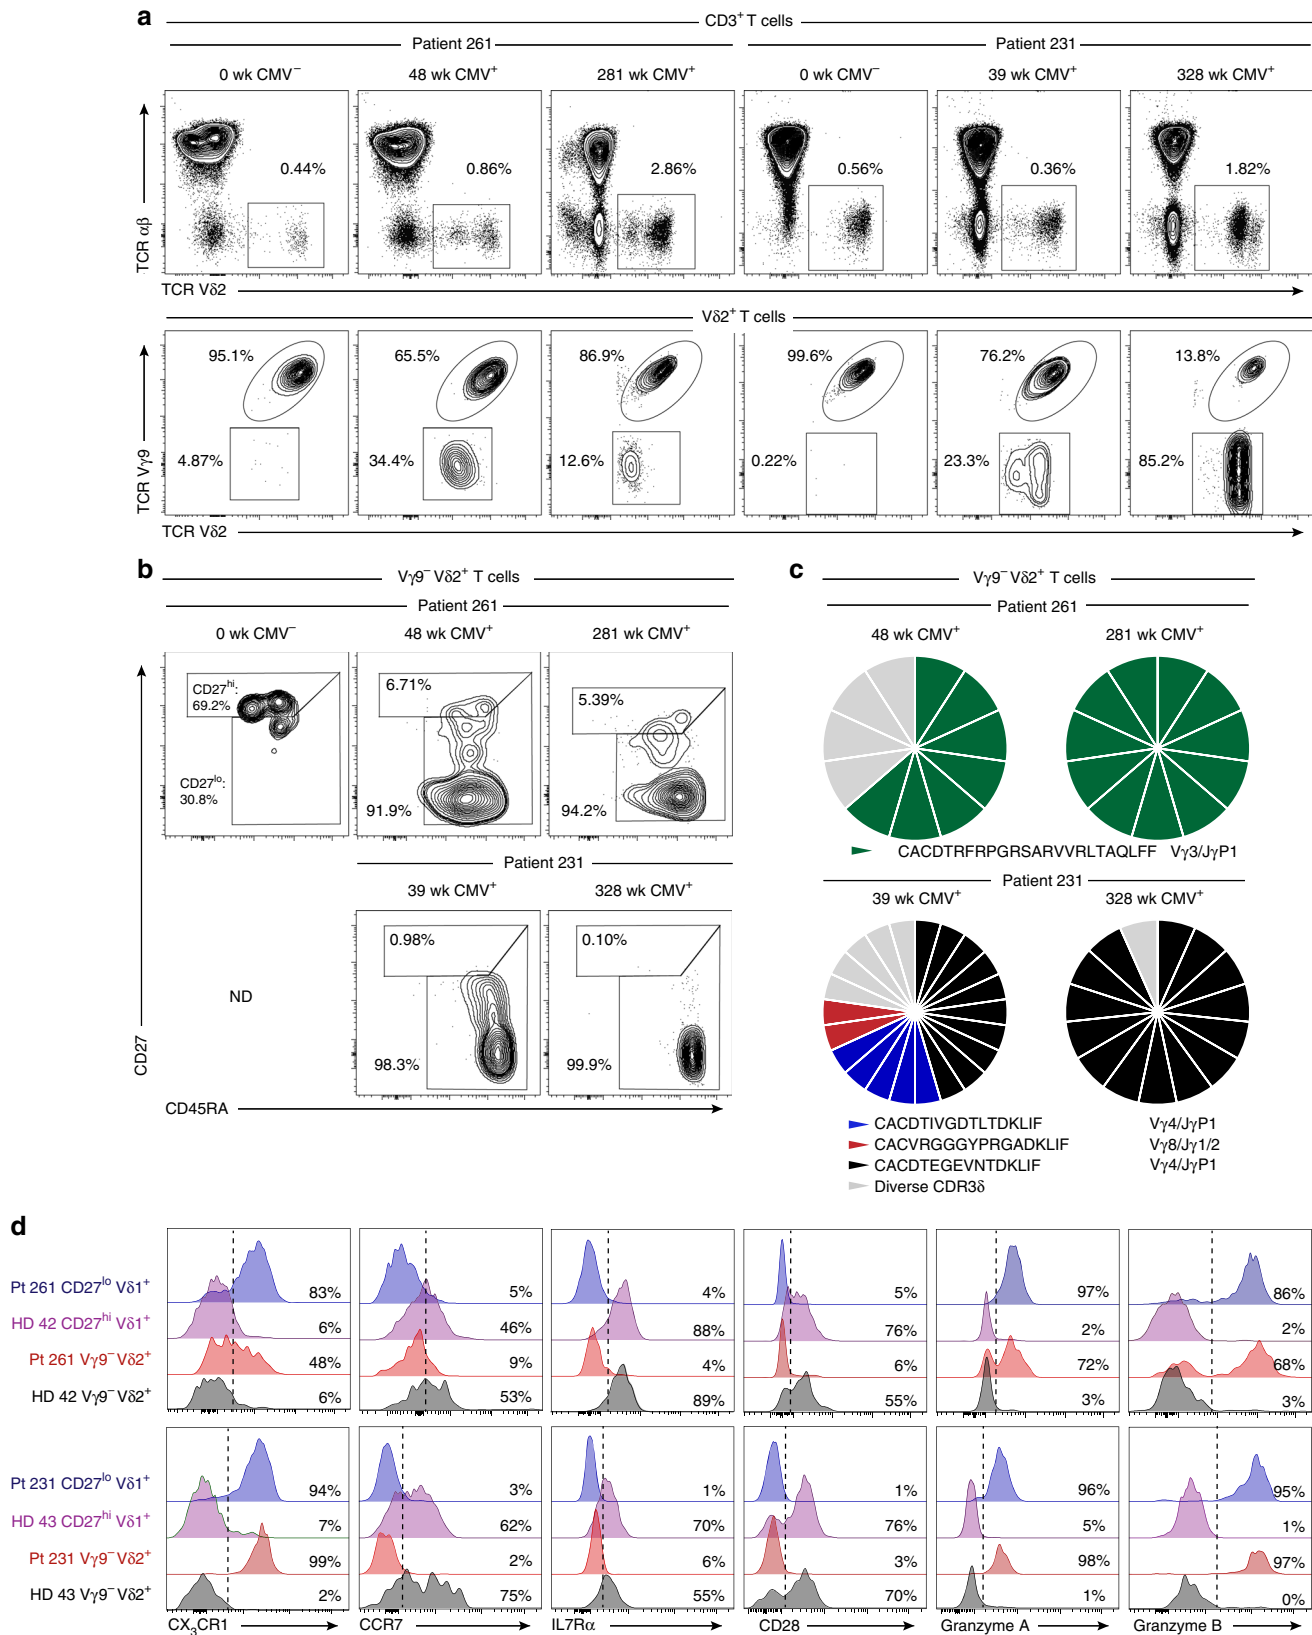 a
CD3⁺ T cells
Patient 261 Patient 231
0 wk CMV⁻ 48 wk CMV⁺ 281 wk CMV⁺ 0 wk CMV⁻ 39 wk CMV⁺ 328 wk CMV⁺
0.44% 0.86% 2.86% 0.56% 0.36% 1.82%
TCR αβ
TCR Vδ2
Vδ2⁺ T cells
95.1% 65.5% 86.9% 99.6% 76.2% 13.8%
4.87% 34.4% 12.6% 0.22% 23.3% 85.2%
TCR Vγ9
TCR Vδ2
b
Vγ9⁻ Vδ2⁺ T cells
Patient 261
0 wk CMV⁻ 48 wk CMV⁺ 281 wk CMV⁺
CD27ʰⁱ:
69.2%
6.71%
5.39%
CD27ˡᵒ:
30.8%
91.9%
94.2%
Patient 231
39 wk CMV⁺ 328 wk CMV⁺
0.98% 0.10%
ND
98.3% 99.9%
CD27
CD45RA
c
Vγ9⁻ Vδ2⁺ T cells
Patient 261
48 wk CMV⁺ 281 wk CMV⁺
CACDTRFRPGRSARVVRLTAQLFF Vγ3/JγP1
Patient 231
39 wk CMV⁺ 328 wk CMV⁺
CACDTIVGDTLTDKLIF Vγ4/JγP1
CACVRGGGYPRGADKLIF Vγ8/Jγ1/2
CACDTEGEVNTDKLIF Vγ4/JγP1
Diverse CDR3δ
d
Pt 261 CD27ˡᵒ Vδ1⁺ 83% 5% 4% 5% 97% 86%
HD 42 CD27ʰⁱ Vδ1⁺ 6% 46% 88% 76% 2% 2%
Pt 261 Vγ9⁻ Vδ2⁺ 48% 9% 4% 6% 72% 68%
HD 42 Vγ9⁻ Vδ2⁺ 6% 53% 89% 55% 3% 3%
Pt 231 CD27ˡᵒ Vδ1⁺ 94% 3% 1% 1% 96% 95%
HD 43 CD27ʰⁱ Vδ1⁺ 7% 62% 70% 76% 5% 1%
Pt 231 Vγ9⁻ Vδ2⁺ 99% 2% 6% 3% 98% 97%
HD 43 Vγ9⁻ Vδ2⁺ 2% 75% 55% 70% 1% 0%
CX₃CR1 CCR7 IL7Rα CD28 Granzyme A Granzyme B